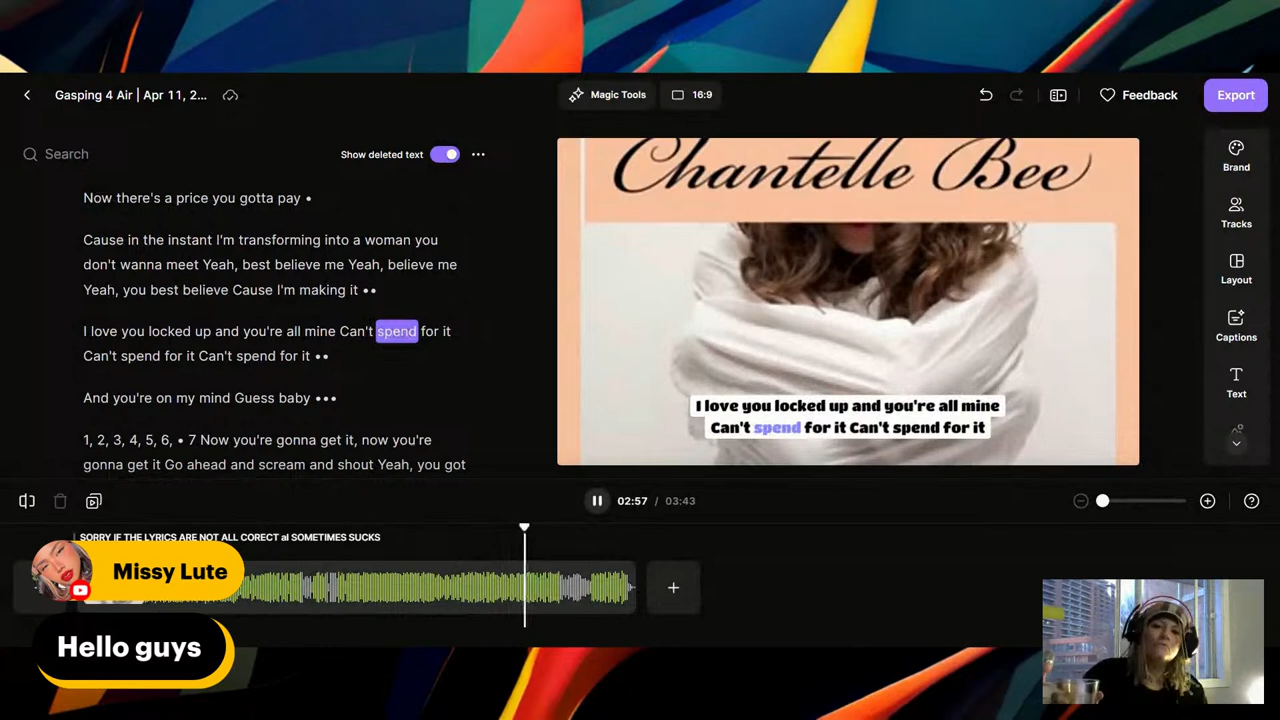 Gasping 4 Air | Apr 11, 2...
Magic Tools
16:9
Feedback
Export
Search
Show deleted text
Now there's a price you gotta pay •
Cause in the instant I'm transforming into a woman you
don't wanna meet Yeah, best believe me Yeah, believe me
Yeah, you best believe Cause I'm making it ••
I love you locked up and you're all mine Can't spend for it
Can't spend for it Can't spend for it ••
And you're on my mind Guess baby •••
1, 2, 3, 4, 5, 6, • 7 Now you're gonna get it, now you're
gonna get it Go ahead and scream and shout Yeah, you got
Chantelle Bee
I love you locked up and you're all mine
Can't spend for it Can't spend for it
Brand
Tracks
Layout
Captions
Text
02:57 / 03:43
SORRY IF THE LYRICS ARE NOT ALL CORECT aI SOMETIMES SUCKS
Missy Lute
Hello guys